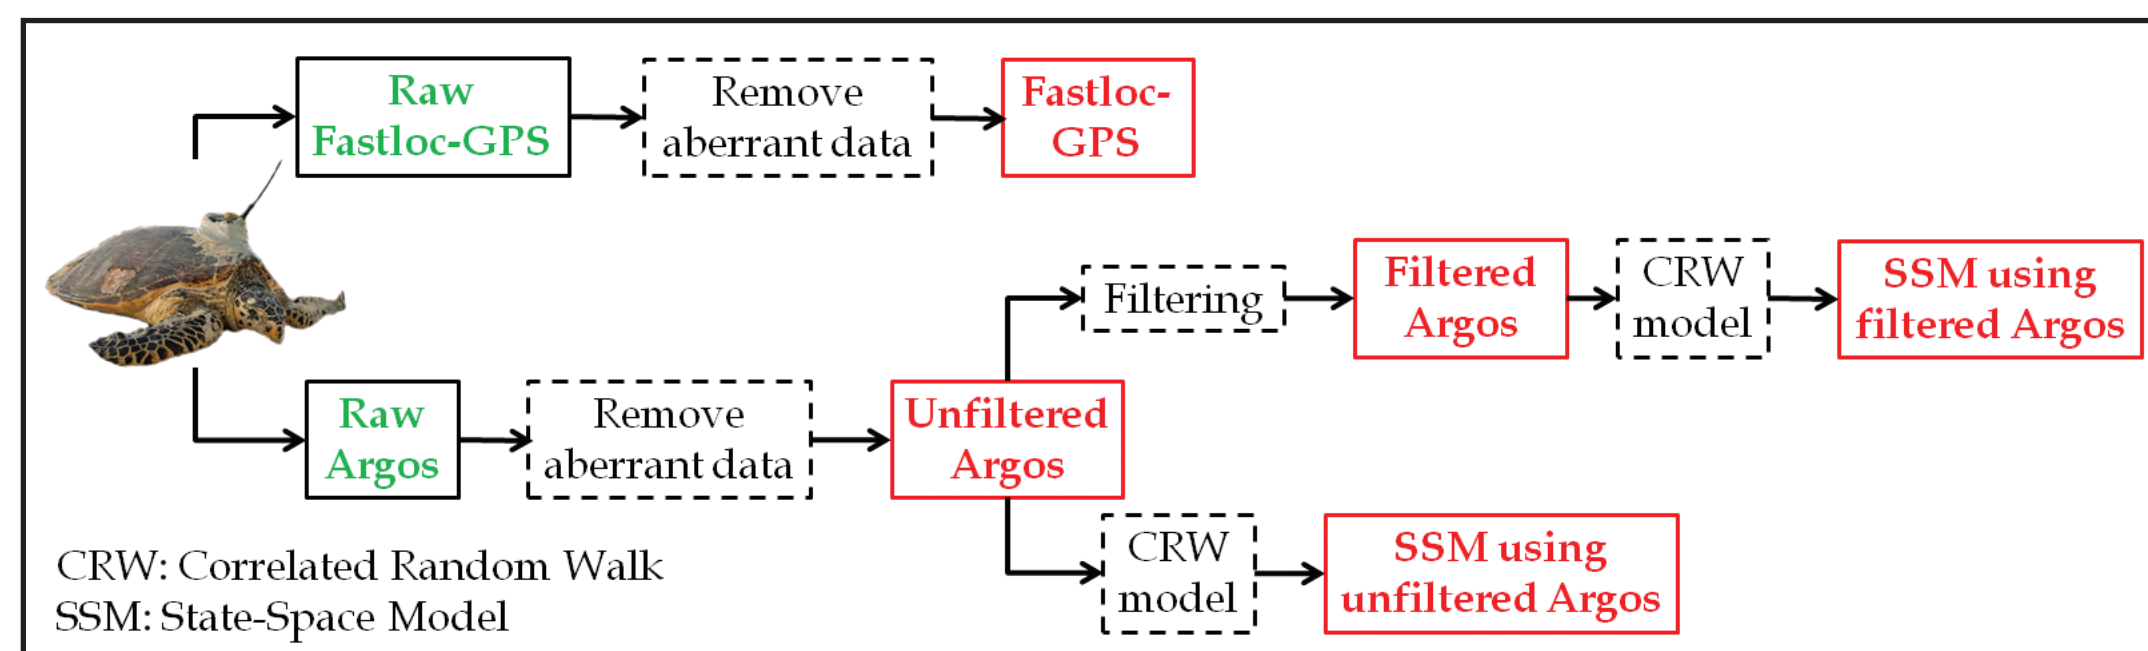 Raw
Fastloc-GPS
Remove
aberrant data
Fastloc-
GPS
Filtering
Filtered
Argos
CRW
model
SSM using
filtered Argos
Raw
Argos
Remove
aberrant data
Unfiltered
Argos
CRW
model
SSM using
unfiltered Argos
CRW: Correlated Random Walk
SSM: State-Space Model